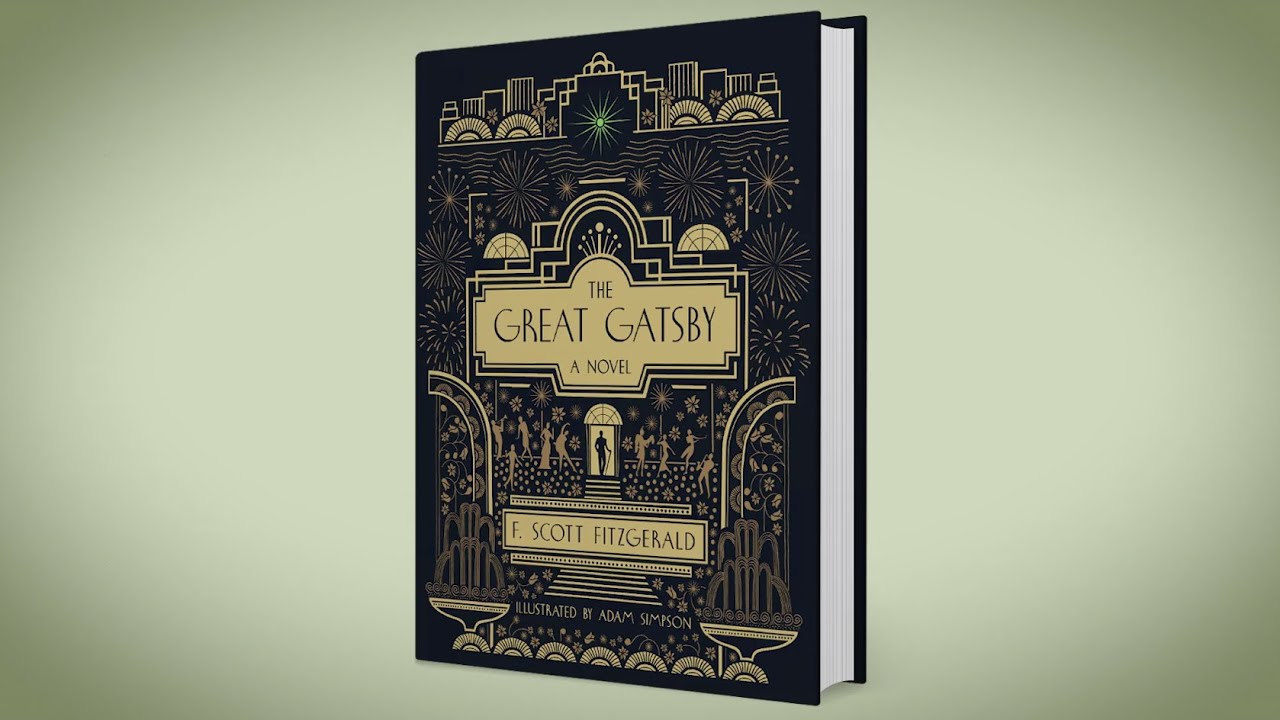 THE
GREAT GATSBY
A NOVEL
F. SCOTT FITZGERALD
ILLUSTRATED BY ADAM SIMPSON